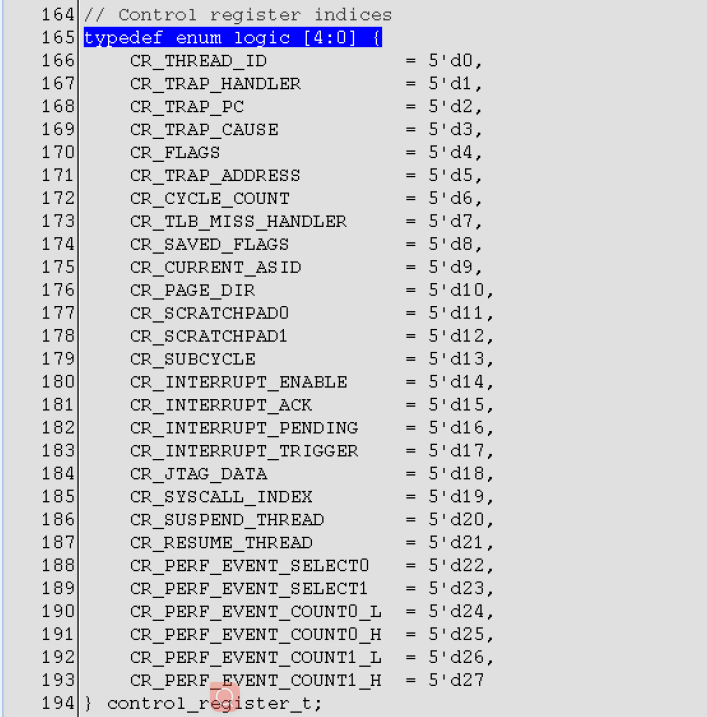 164 // Control register indices
165 typedef enum logic [4:0] {
166 CR_THREAD_ID = 5'd0,
167 CR_TRAP_HANDLER = 5'd1,
168 CR_TRAP_PC = 5'd2,
169 CR_TRAP_CAUSE = 5'd3,
170 CR_FLAGS = 5'd4,
171 CR_TRAP_ADDRESS = 5'd5,
172 CR_CYCLE_COUNT = 5'd6,
173 CR_TLB_MISS_HANDLER = 5'd7,
174 CR_SAVED_FLAGS = 5'd8,
175 CR_CURRENT_ASID = 5'd9,
176 CR_PAGE_DIR = 5'd10,
177 CR_SCRATCHPAD0 = 5'd11,
178 CR_SCRATCHPAD1 = 5'd12,
179 CR_SUBCYCLE = 5'd13,
180 CR_INTERRUPT_ENABLE = 5'd14,
181 CR_INTERRUPT_ACK = 5'd15,
182 CR_INTERRUPT_PENDING = 5'd16,
183 CR_INTERRUPT_TRIGGER = 5'd17,
184 CR_JTAG_DATA = 5'd18,
185 CR_SYSCALL_INDEX = 5'd19,
186 CR_SUSPEND_THREAD = 5'd20,
187 CR_RESUME_THREAD = 5'd21,
188 CR_PERF_EVENT_SELECT0 = 5'd22,
189 CR_PERF_EVENT_SELECT1 = 5'd23,
190 CR_PERF_EVENT_COUNT0_L = 5'd24,
191 CR_PERF_EVENT_COUNT0_H = 5'd25,
192 CR_PERF_EVENT_COUNT1_L = 5'd26,
193 CR_PERF_EVENT_COUNT1_H = 5'd27
194 } control_register_t;